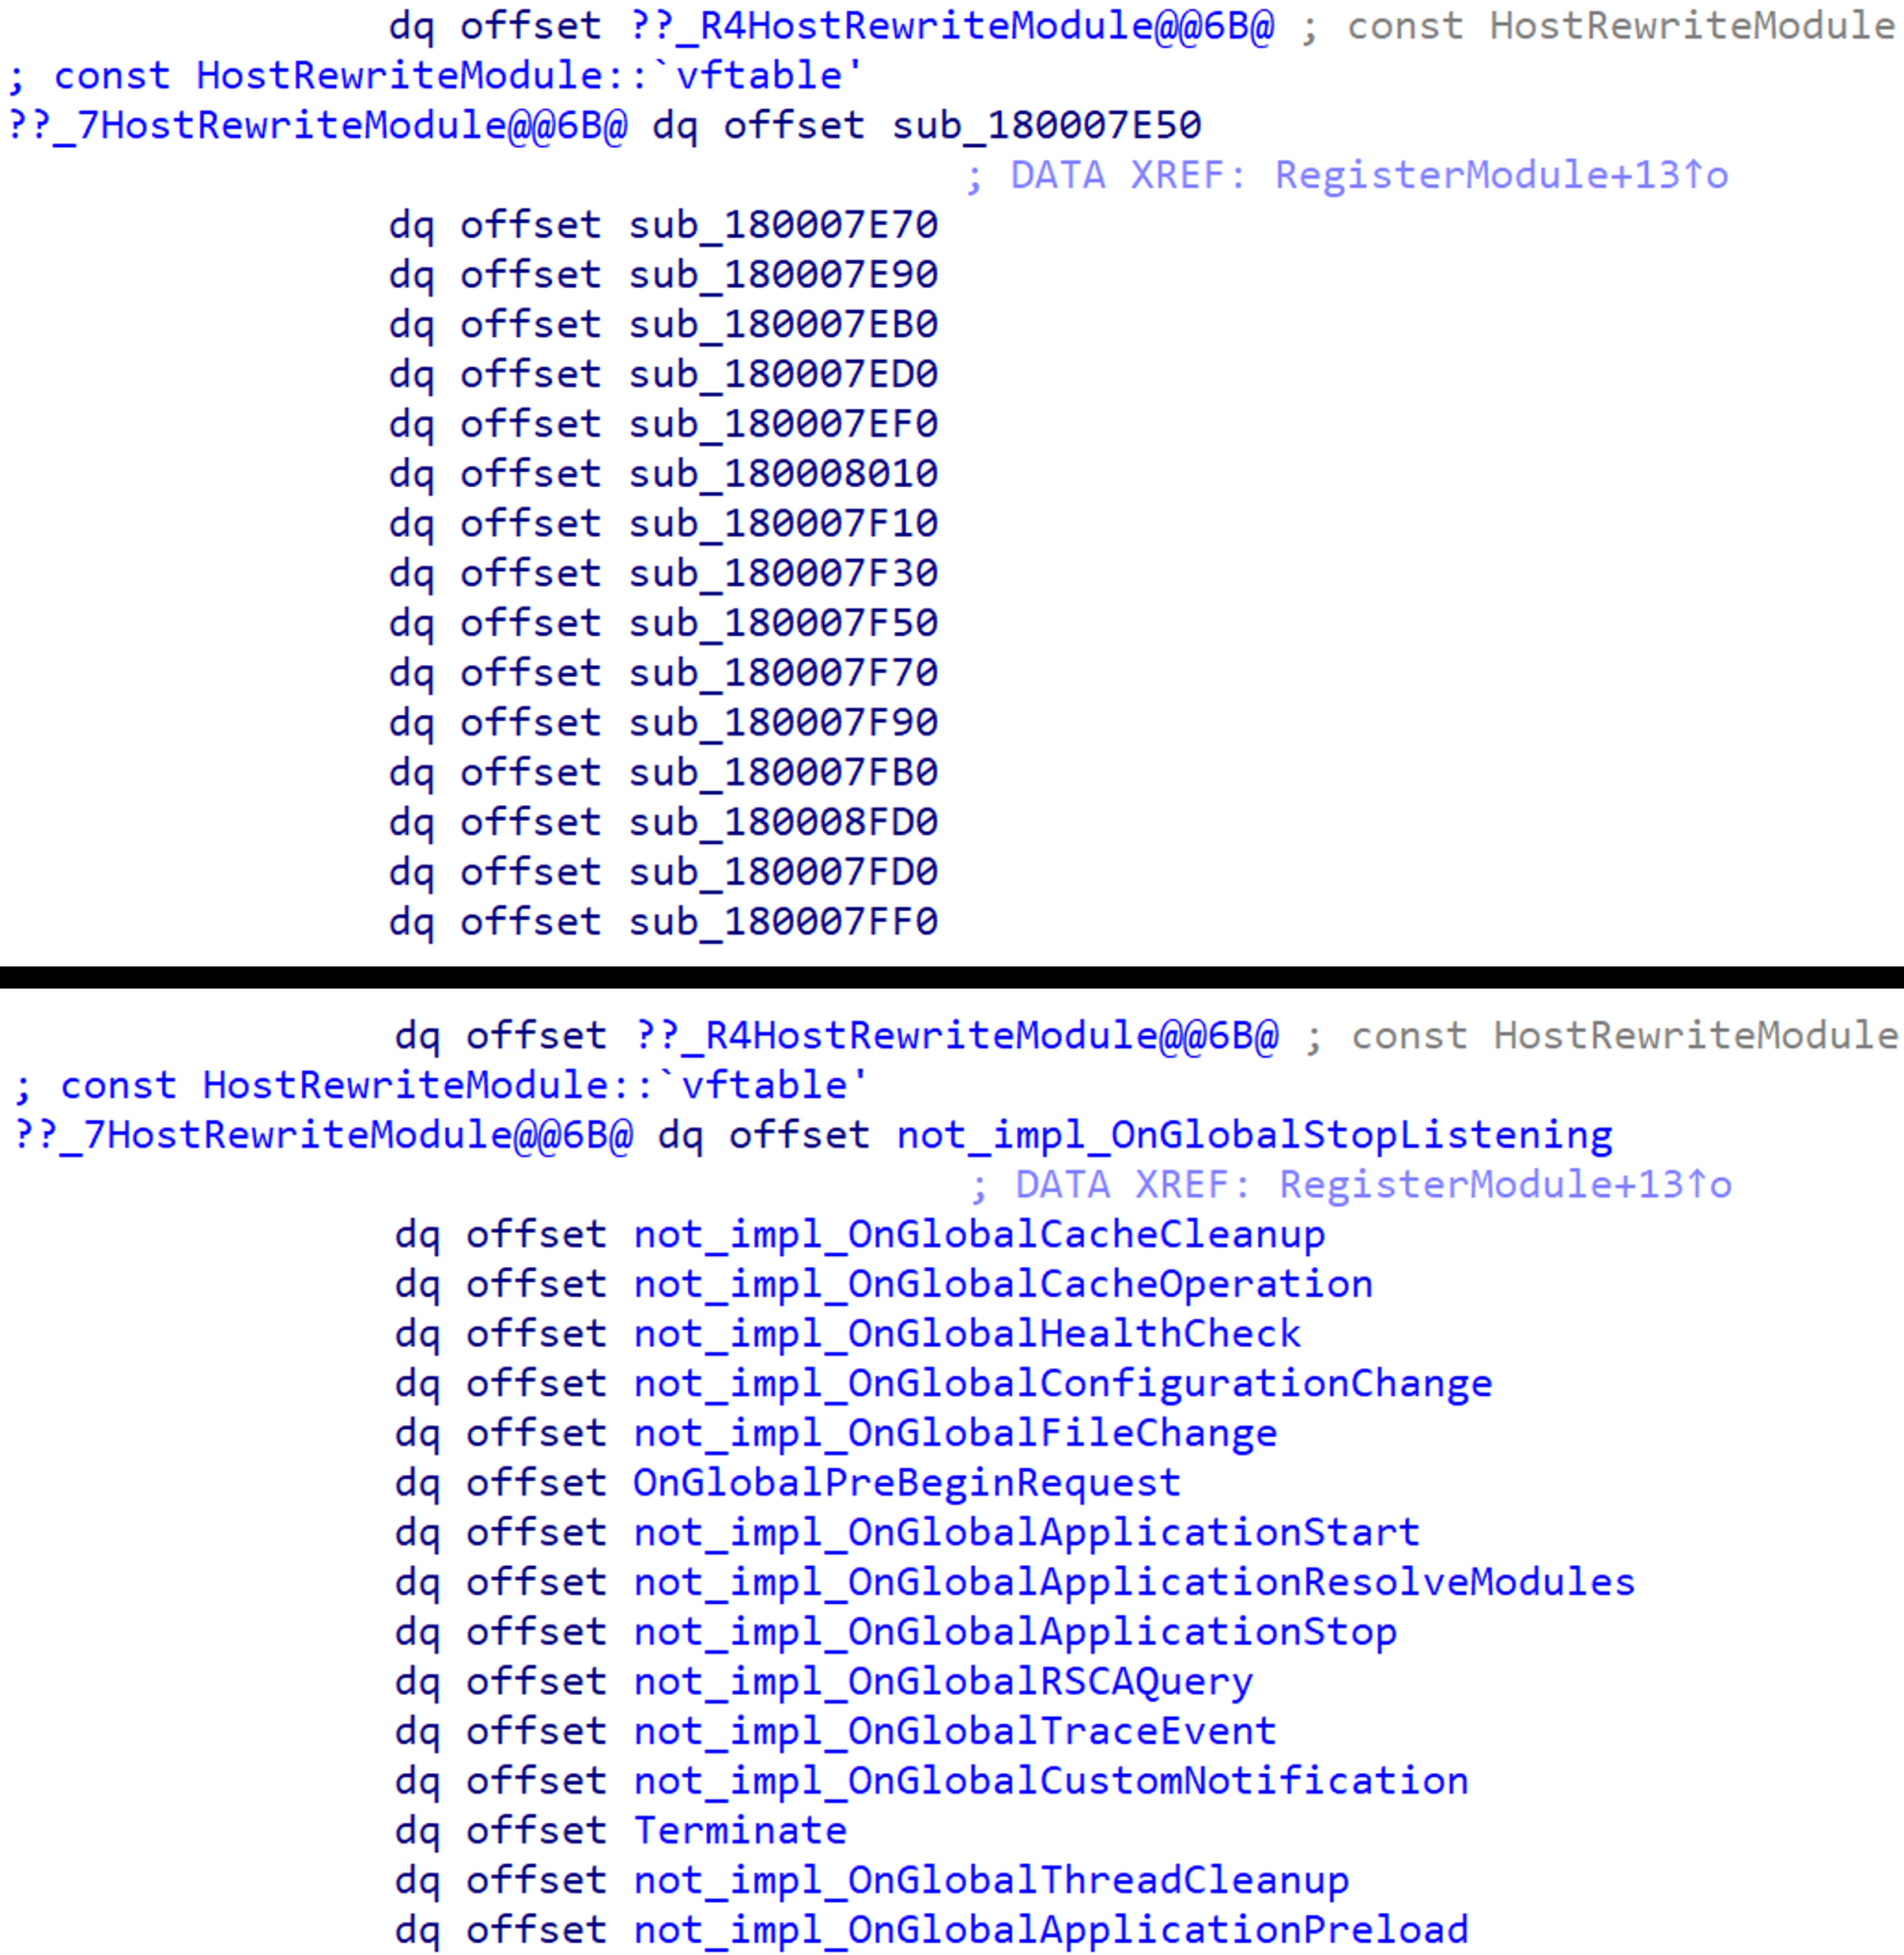 dq offset ??_R4HostRewriteModule@@6B@ ; const HostRewriteModule
; const HostRewriteModule::`vftable'
??_7HostRewriteModule@@6B@ dq offset sub_180007E50
; DATA XREF: RegisterModule+13↑o
dq offset sub_180007E70
dq offset sub_180007E90
dq offset sub_180007EB0
dq offset sub_180007ED0
dq offset sub_180007EF0
dq offset sub_180008010
dq offset sub_180007F10
dq offset sub_180007F30
dq offset sub_180007F50
dq offset sub_180007F70
dq offset sub_180007F90
dq offset sub_180007FB0
dq offset sub_180008FD0
dq offset sub_180007FD0
dq offset sub_180007FF0
dq offset ??_R4HostRewriteModule@@6B@ ; const HostRewriteModule
; const HostRewriteModule::`vftable'
??_7HostRewriteModule@@6B@ dq offset not_impl_OnGlobalStopListening
; DATA XREF: RegisterModule+13↑o
dq offset not_impl_OnGlobalCacheCleanup
dq offset not_impl_OnGlobalCacheOperation
dq offset not_impl_OnGlobalHealthCheck
dq offset not_impl_OnGlobalConfigurationChange
dq offset not_impl_OnGlobalFileChange
dq offset OnGlobalPreBeginRequest
dq offset not_impl_OnGlobalApplicationStart
dq offset not_impl_OnGlobalApplicationResolveModules
dq offset not_impl_OnGlobalApplicationStop
dq offset not_impl_OnGlobalRSCAQuery
dq offset not_impl_OnGlobalTraceEvent
dq offset not_impl_OnGlobalCustomNotification
dq offset Terminate
dq offset not_impl_OnGlobalThreadCleanup
dq offset not_impl_OnGlobalApplicationPreload